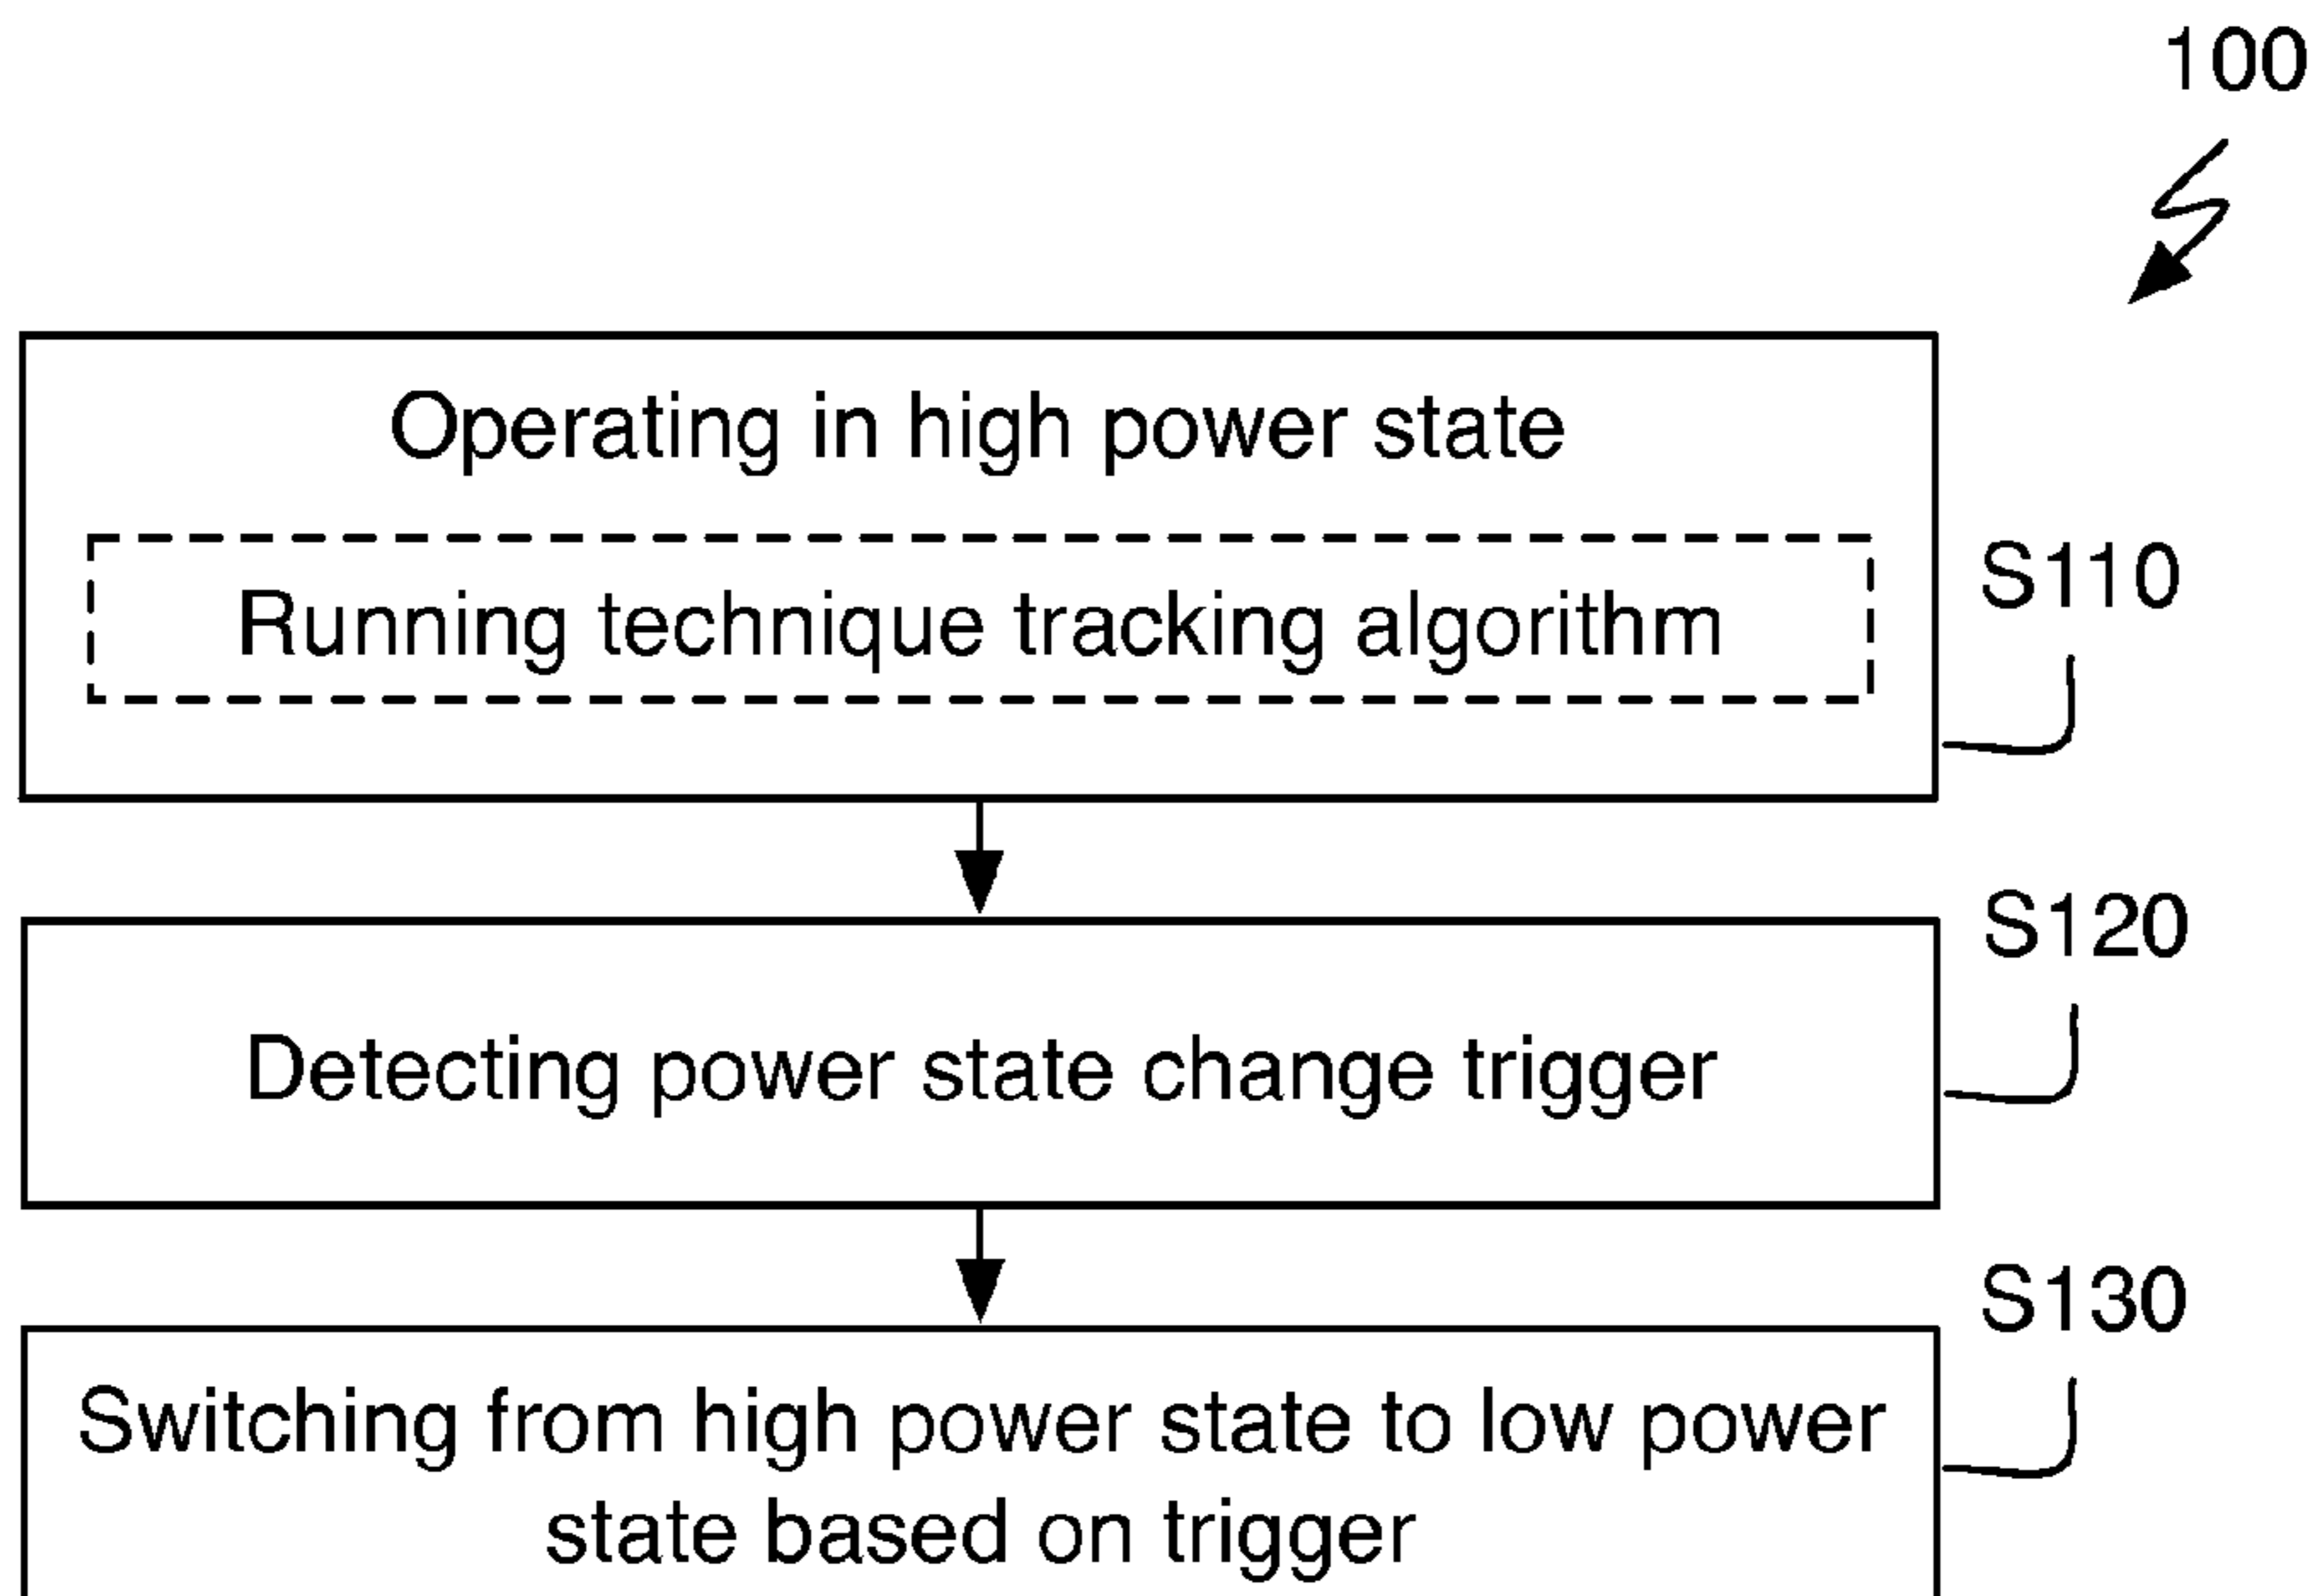 100
Operating in high power state
Running technique tracking algorithm
S110
Detecting power state change trigger
S120
Switching from high power state to low power
state based on trigger
S130